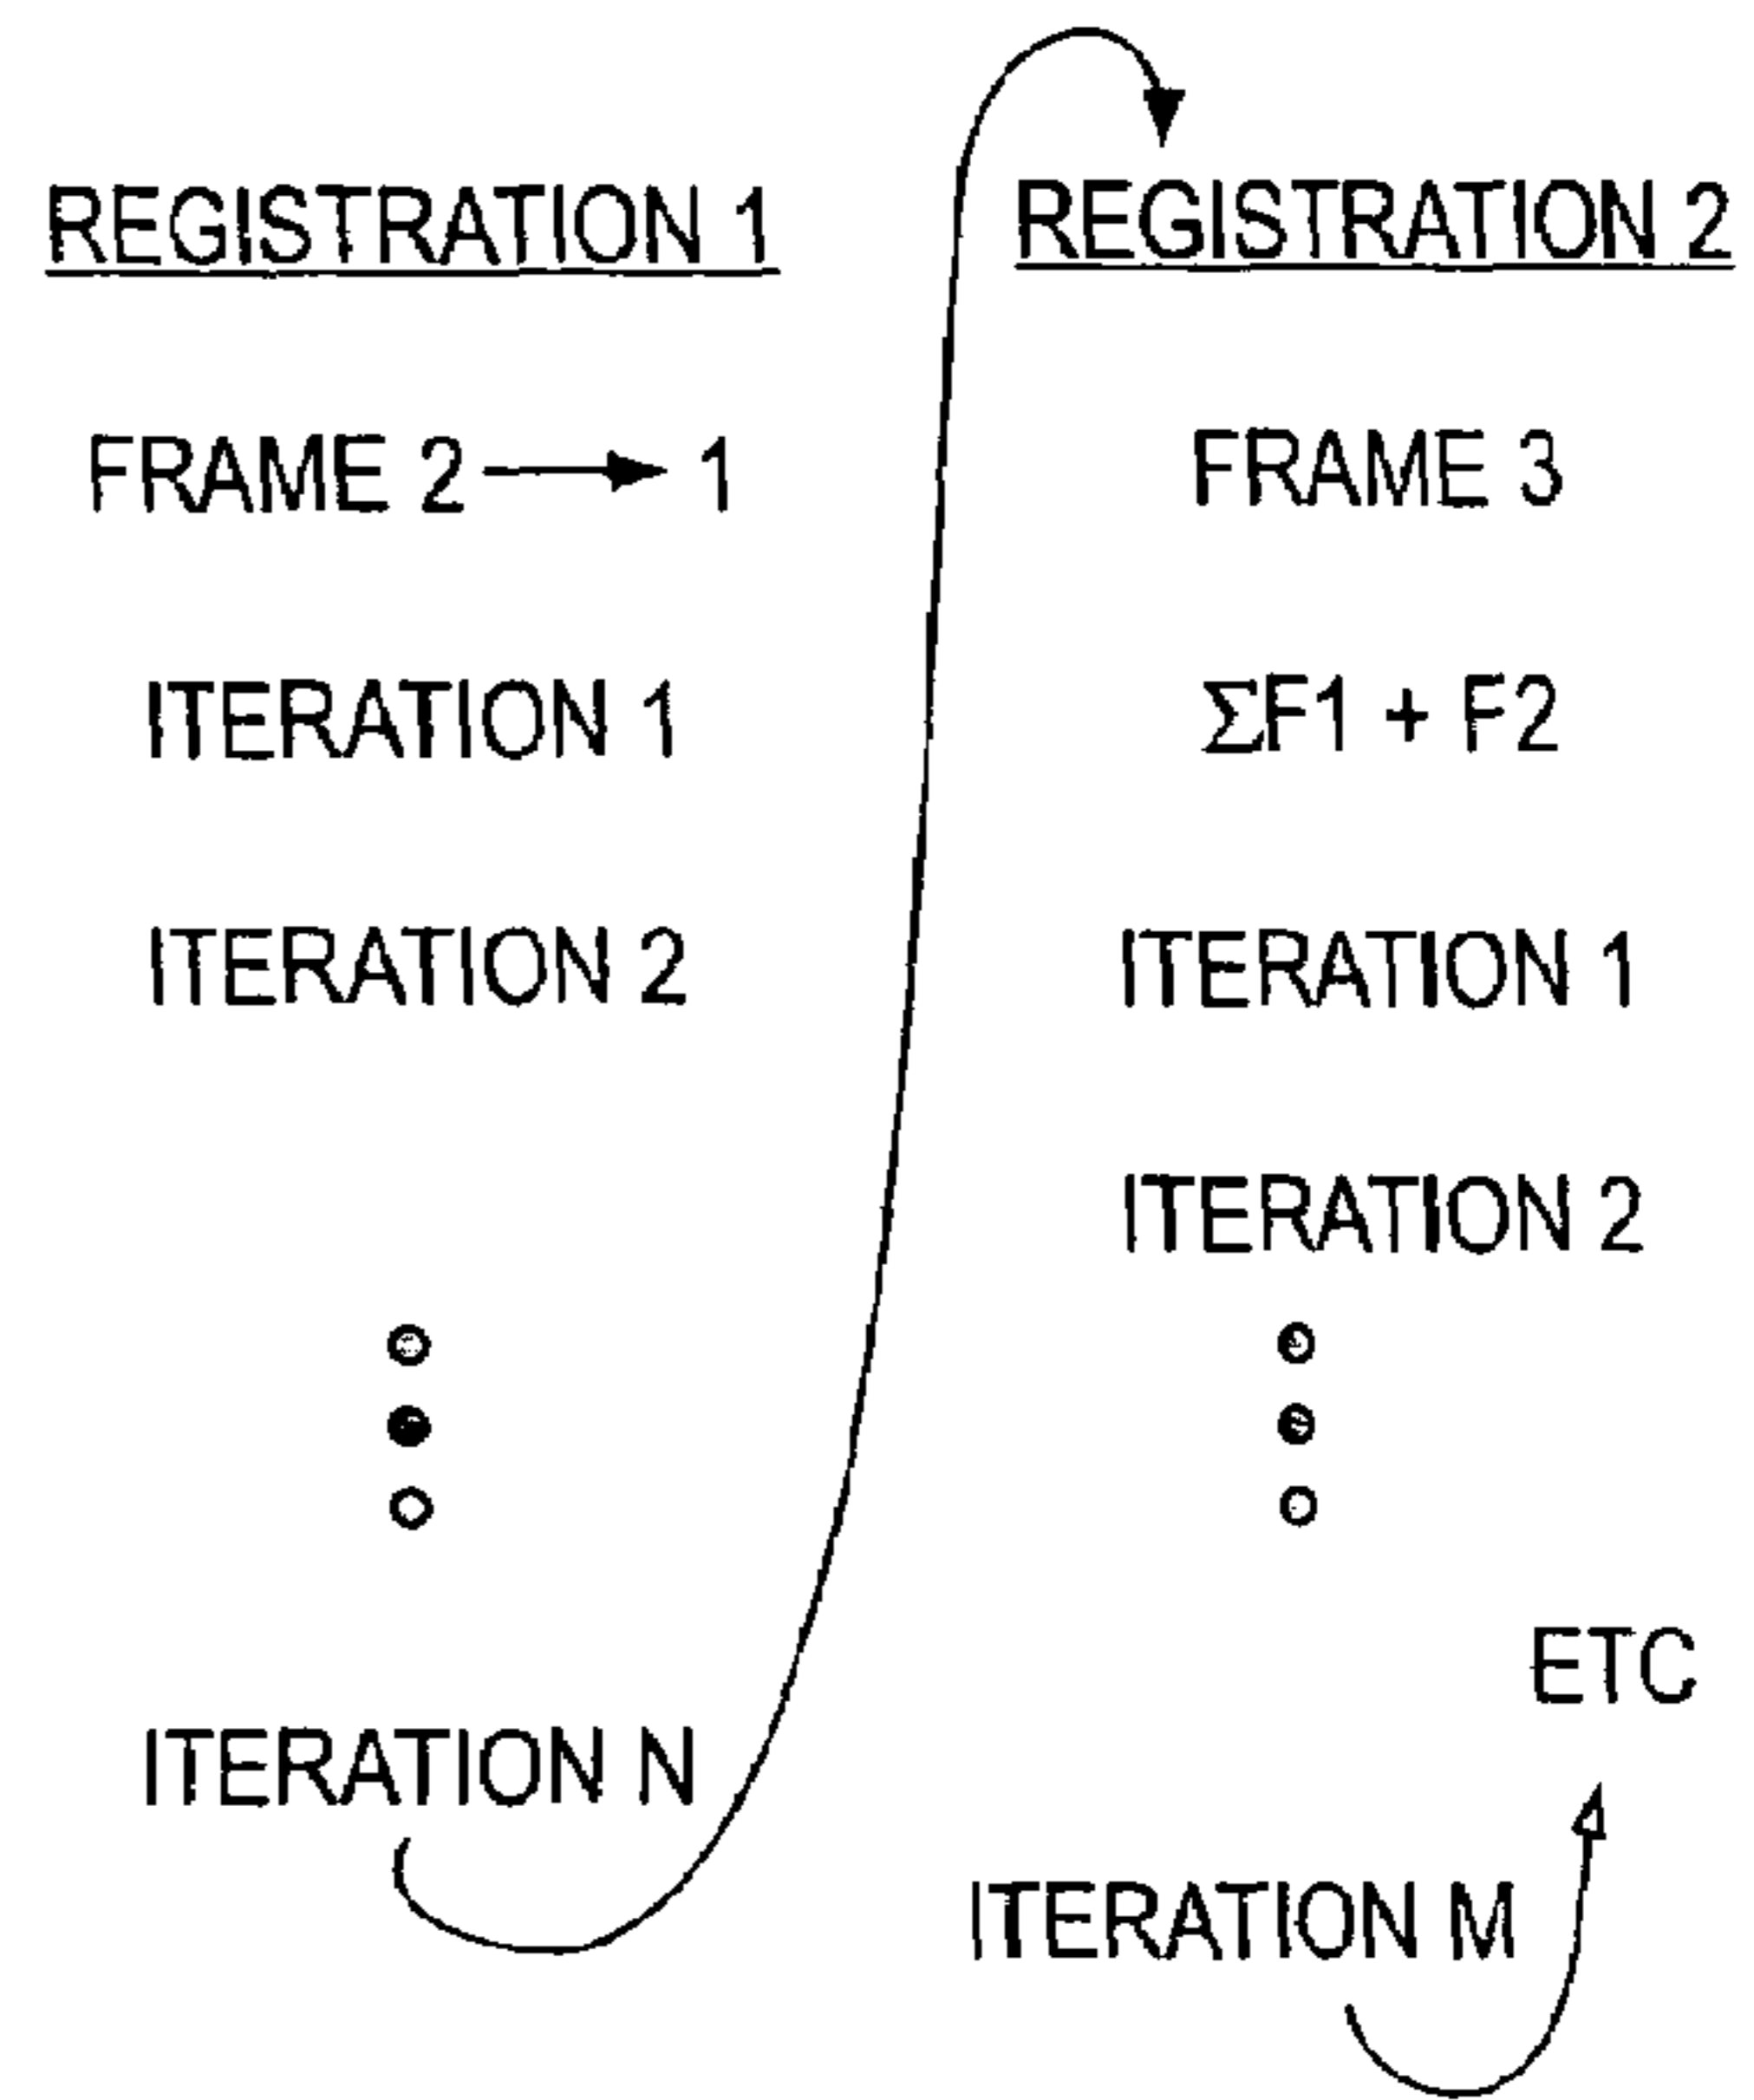 REGISTRATION 1
FRAME 2 → 1
ITERATION 1
ITERATION 2
ITERATION N
REGISTRATION 2
FRAME 3
ΣF1 + F2
ITERATION 1
ITERATION 2
ETC
ITERATION M